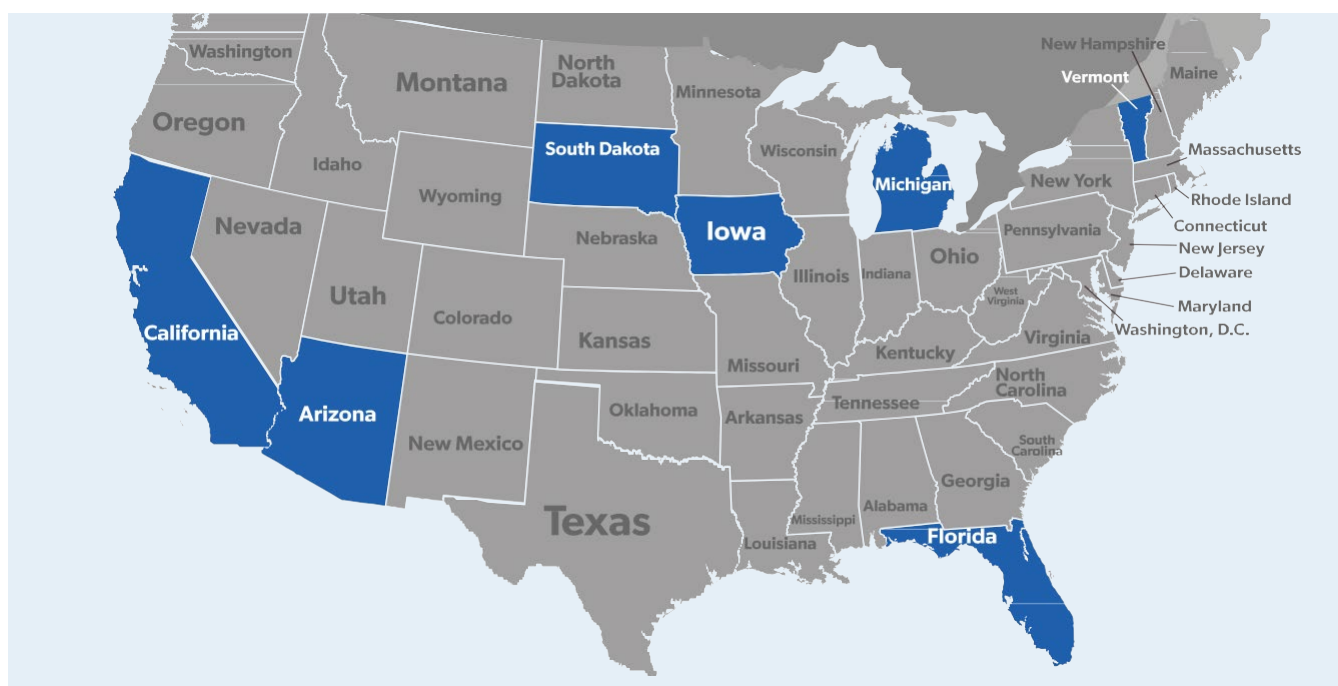 New Hampshire
Washington
North
Dakota
Montana
Vermont
Maine
Minnesota
Oregon
South Dakota
Wisconsin
Massachusetts
Idaho
Michigan
New York
Wyoming
Rhode Island
Nevada
Connecticut
Iowa
Pennsylvania
Nebraska
New Jersey
Ohio
Illinois
Indiana
Delaware
Utah
West
Virginia
Maryland
Colorado
California
Washington, D.C.
Kansas
Virginia
Kentucky
Missouri
North
Carolina
Tennessee
Arizona
Oklahoma
Arkansas
New Mexico
South
Carolina
Georgia
Alabama
Texas
Mississippi
Florida
Louisiana